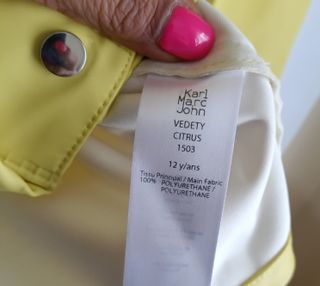 Karl
Marc
John
VEDETY
CITRUS
1503
12 y/ans
Tissu Principal / Main Fabric
100% POLYURETHANE /
POLYURETHANE